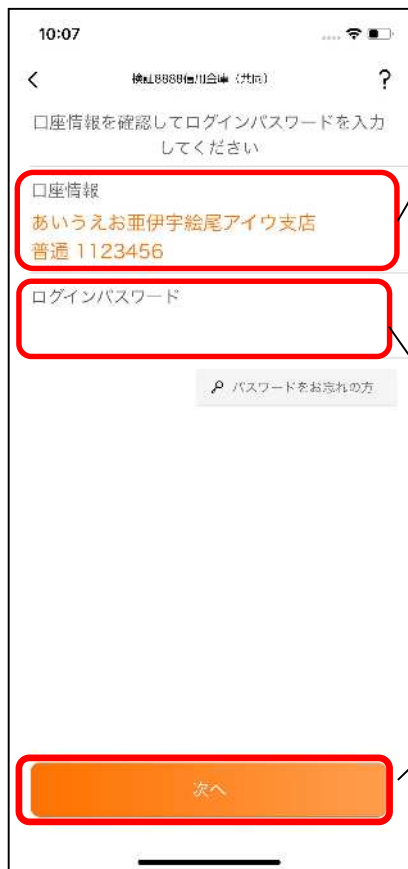 10:07
検証8888信用金庫（共同）
?
口座情報を確認してログインパスワードを入力
してください
口座情報
あいうえお亜伊宇絵尾アイウ支店
普通 1123456
ログインパスワード
パスワードをお忘れの方
次へ